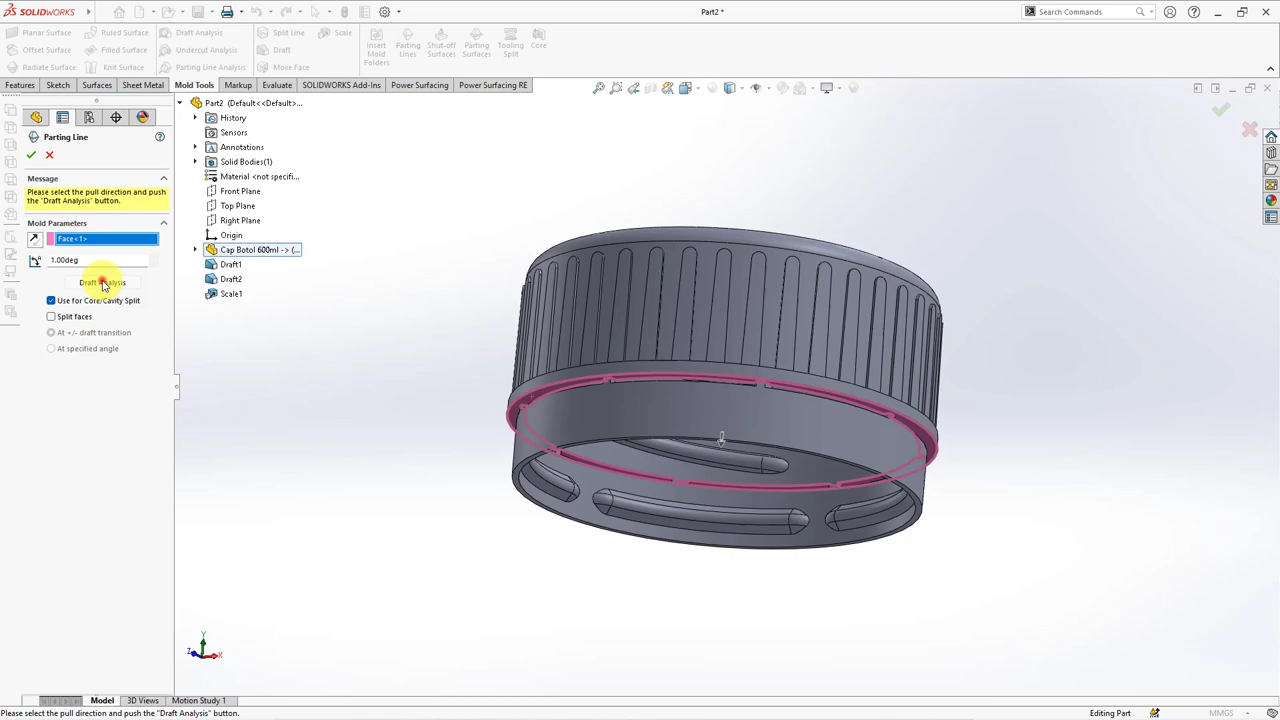 SOLIDWORKS
Part2 *
Search Commands
Planar Surface
Ruled Surface
Draft Analysis
Split Line
Scale
Offset Surface
Filled Surface
Undercut Analysis
Draft
Radiate Surface
Knit Surface
Parting Line Analysis
Move Face
Insert Mold Folders
Parting Lines
Shut-off Surfaces
Parting Surfaces
Tooling Split
Core
Features
Sketch
Surfaces
Sheet Metal
Mold Tools
Markup
Evaluate
SOLIDWORKS Add-Ins
Power Surfacing
Power Surfacing RE
Parting Line
Message
Please select the pull direction and push
the "Draft Analysis" button.
Mold Parameters
Face<1>
1.00deg
Draft Analysis
Use for Core/Cavity Split
Split faces
At +/- draft transition
At specified angle
Part2 (Default<<Default>...
History
Sensors
Annotations
Solid Bodies(1)
Material <not specifi...
Front Plane
Top Plane
Right Plane
Origin
Cap Botol 600ml -> (...
Draft1
Draft2
Scale1
Y
Z
X
Model
3D Views
Motion Study 1
Please select the pull direction and push the "Draft Analysis" button.
Editing Part
MMGS